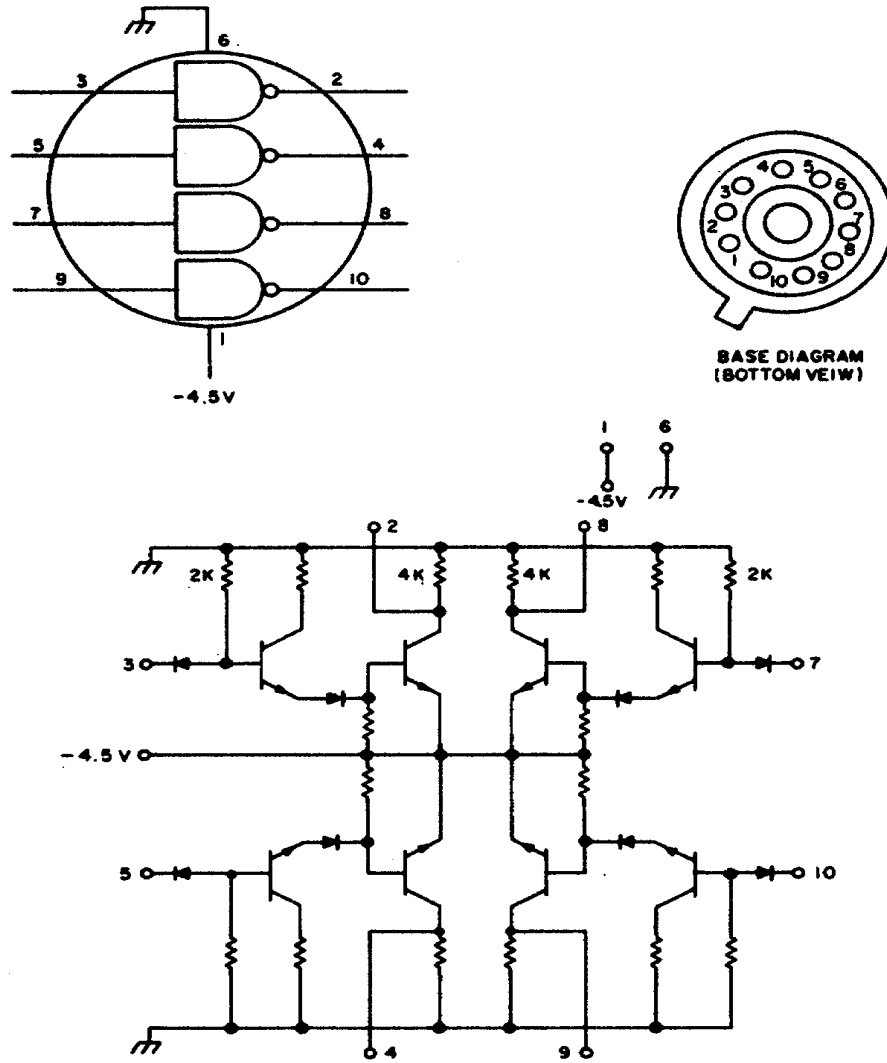 6
3 2
5 4
7 8
9 10
1
-4.5V
4 5
3 6
2 7
1 8
10 9
BASE DIAGRAM
(BOTTOM VEIW)
1 6
-4.5V
2 8
2K 4K 4K 2K
3 7
-4.5 V
5 10
4 9